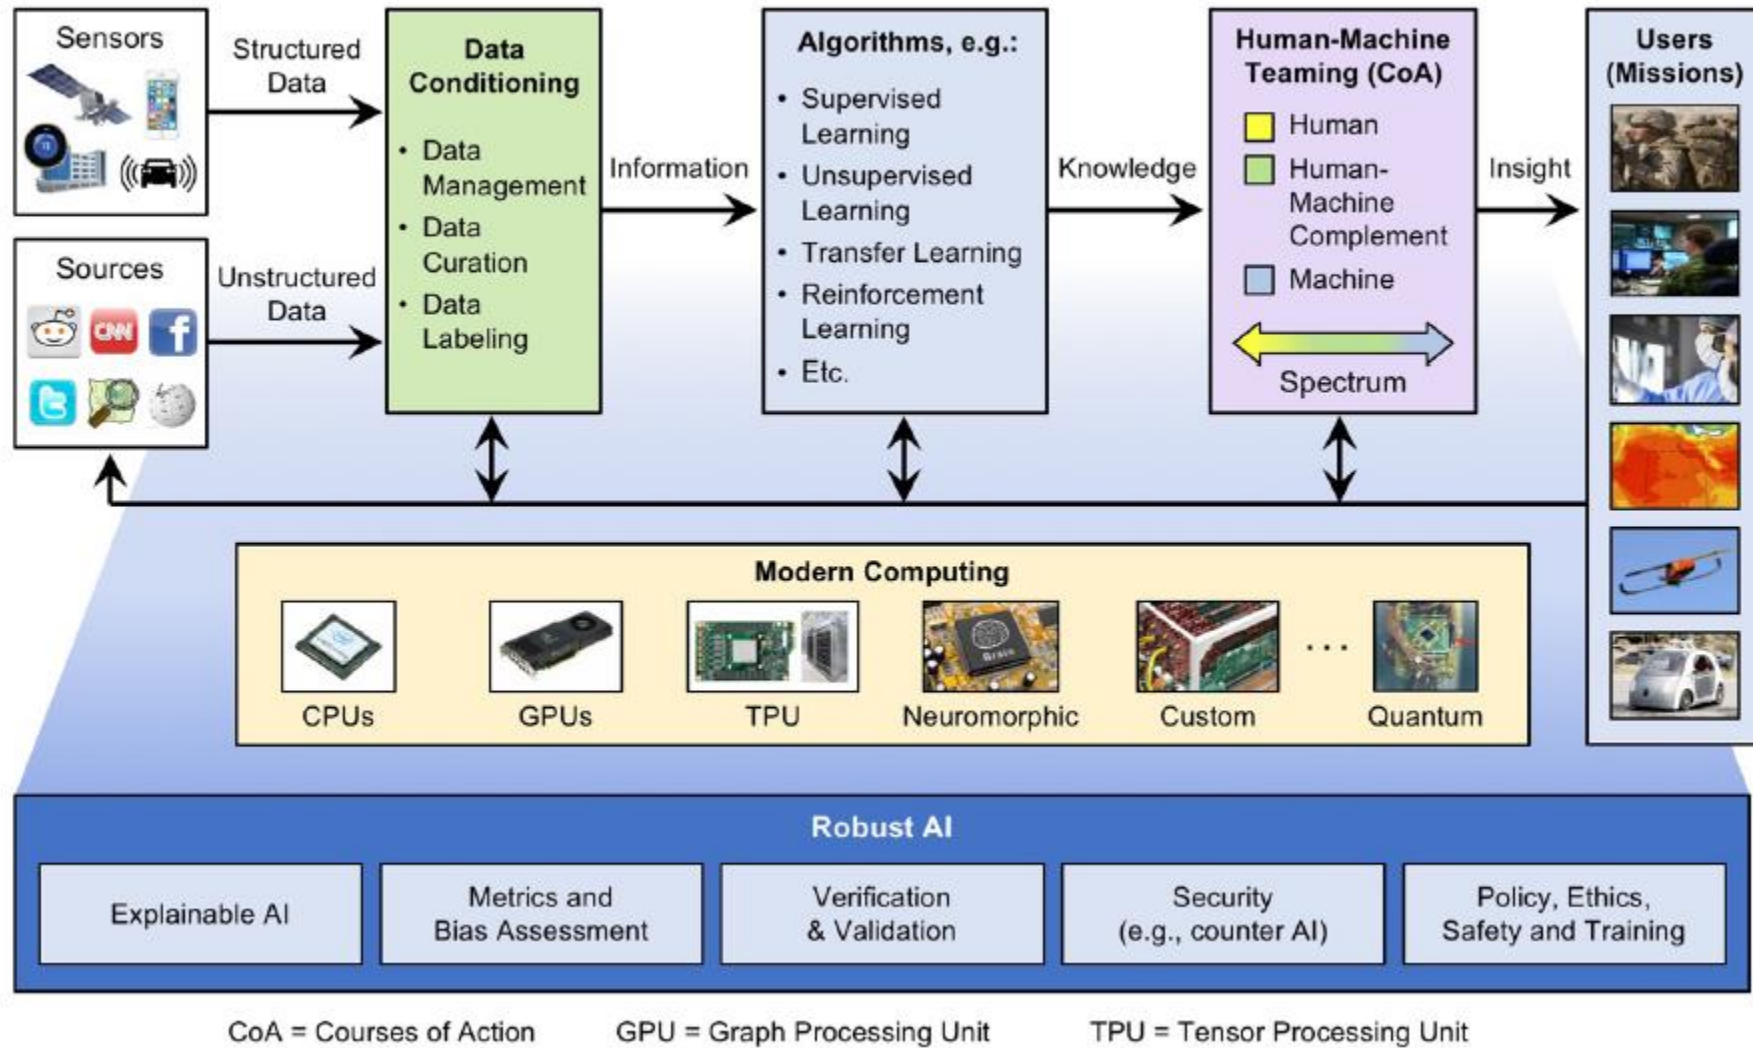 Sensors
Structured
Data
Sources
Unstructured
Data
CNN
f
Data
Conditioning
• Data
Management
• Data
Curation
• Data
Labeling
Information
Algorithms, e.g.:
• Supervised
Learning
• Unsupervised
Learning
• Transfer Learning
• Reinforcement
Learning
• Etc.
Knowledge
Human-Machine
Teaming (CoA)
Human
Human-
Machine
Complement
Machine
Spectrum
Insight
Users
(Missions)
Modern Computing
Brain
CPUs
GPUs
TPU
Neuromorphic
Custom
...
Quantum
Robust AI
Explainable AI
Metrics and
Bias Assessment
Verification
& Validation
Security
(e.g., counter AI)
Policy, Ethics,
Safety and Training
CoA = Courses of Action
GPU = Graph Processing Unit
TPU = Tensor Processing Unit